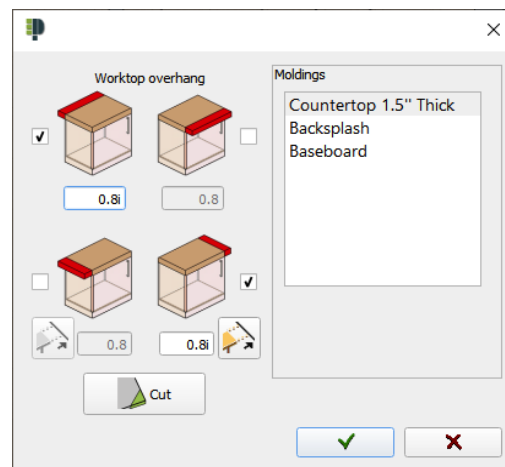 Worktop overhang
Moldings
Countertop 1.5" Thick
Backsplash
Baseboard
0.8i
0.8
0.8
0.8i
Cut